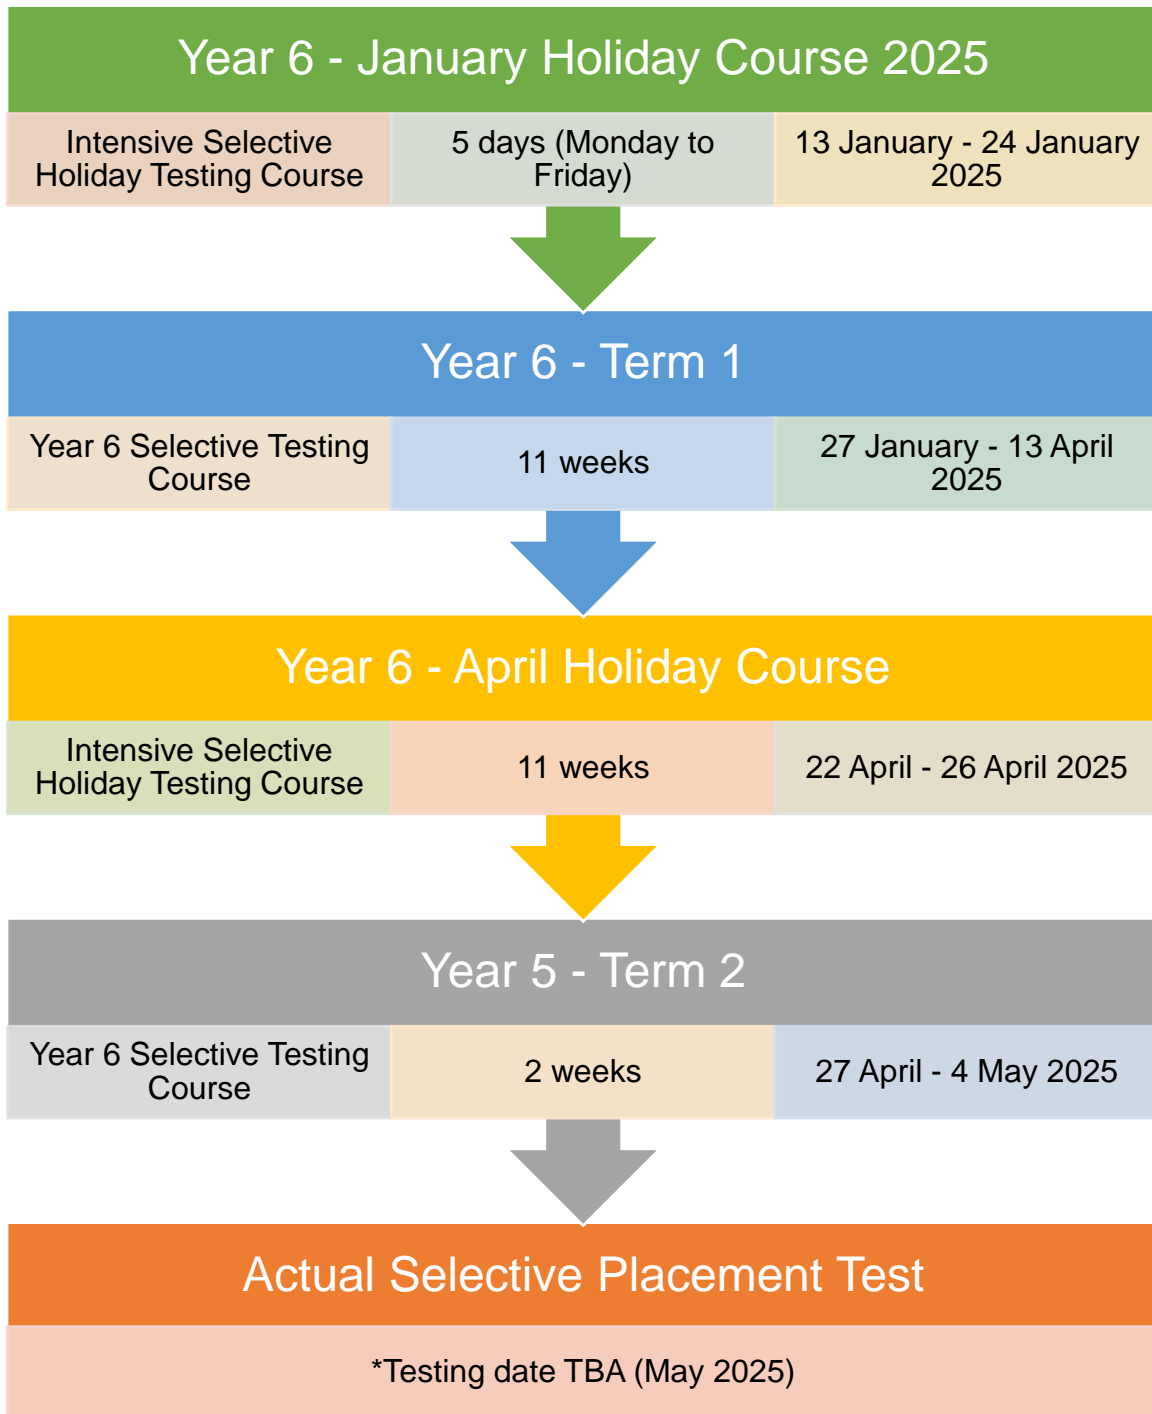 Year 6 - January Holiday Course 2025
Intensive Selective
Holiday Testing Course
5 days (Monday to
Friday)
13 January - 24 January
2025
Year 6 - Term 1
Year 6 Selective Testing
Course
11 weeks
27 January - 13 April
2025
Year 6 - April Holiday Course
Intensive Selective
Holiday Testing Course
11 weeks
22 April - 26 April 2025
Year 5 - Term 2
Year 6 Selective Testing
Course
2 weeks
27 April - 4 May 2025
Actual Selective Placement Test
*Testing date TBA (May 2025)